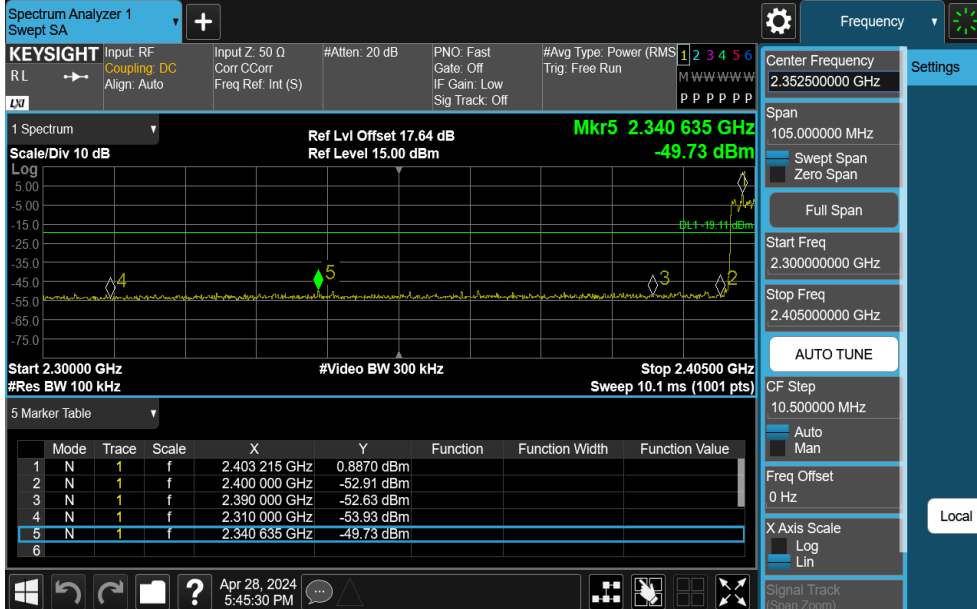 Spectrum Analyzer 1
Swept SA
+
Frequency
KEYSIGHT
RL
LXI
Input: RF
Coupling: DC
Align: Auto
Input Z: 50 Ω
Corr CCorr
Freq Ref: Int (S)
#Atten: 20 dB
PNO: Fast
Gate: Off
IF Gain: Low
Sig Track: Off
#Avg Type: Power (RMS
Trig: Free Run
1 2 3 4 5 6
M W W W W W
P P P P P P
1 Spectrum
Scale/Div 10 dB
Ref Lvl Offset 17.64 dB
Ref Level 15.00 dBm
Mkr5 2.340 635 GHz
-49.73 dBm
Log
5.00
-5.00
-15.0
-25.0
-35.0
-45.0
-55.0
-65.0
-75.0
DL1 -19.11 dBm
1
4
5
3
2
Start 2.30000 GHz
#Res BW 100 kHz
#Video BW 300 kHz
Stop 2.40500 GHz
Sweep 10.1 ms (1001 pts)
5 Marker Table
Mode Trace Scale X Y Function Function Width Function Value
1 N 1 f 2.403 215 GHz 0.8870 dBm
2 N 1 f 2.400 000 GHz -52.91 dBm
3 N 1 f 2.390 000 GHz -52.63 dBm
4 N 1 f 2.310 000 GHz -53.93 dBm
5 N 1 f 2.340 635 GHz -49.73 dBm
6
?
Apr 28, 2024
5:45:30 PM
Center Frequency
2.352500000 GHz
Span
105.000000 MHz
Swept Span
Zero Span
Full Span
Start Freq
2.300000000 GHz
Stop Freq
2.405000000 GHz
AUTO TUNE
CF Step
10.500000 MHz
Auto
Man
Freq Offset
0 Hz
X Axis Scale
Log
Lin
Signal Track
(Span Zoom)
Settings
Local